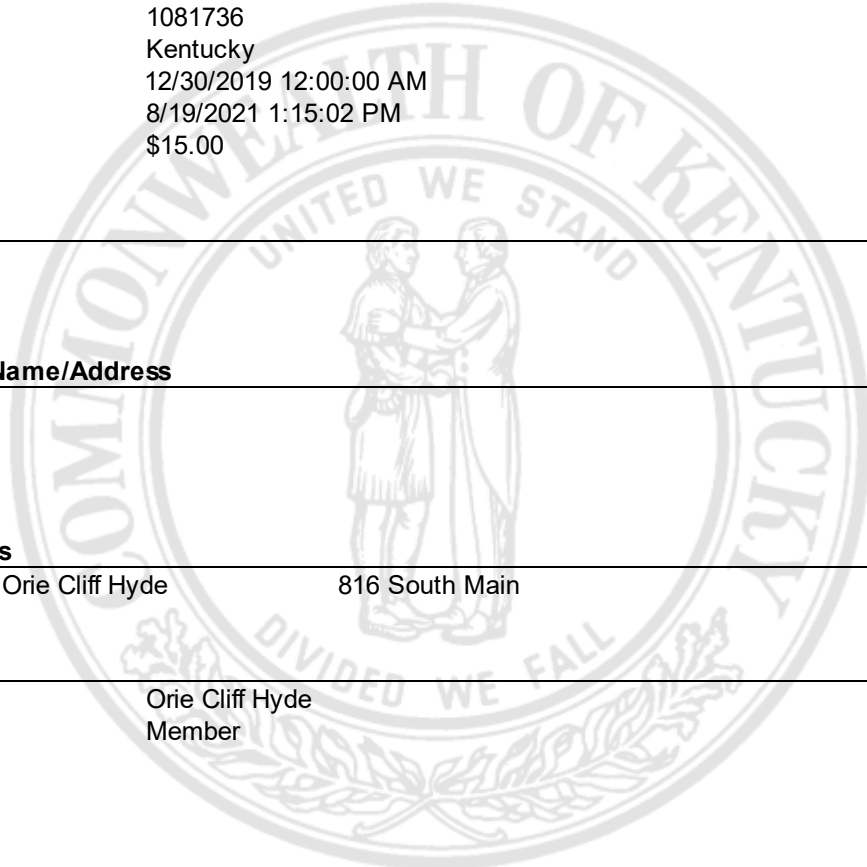 1081736
Kentucky
12/30/2019 12:00:00 AM
8/19/2021 1:15:02 PM
$15.00
COMMONWEALTH OF KENTUCKY
UNITED WE STAND
Name/Address
s
Orie Cliff Hyde 816 South Main
DIVIDED WE FALL
Orie Cliff Hyde
Member